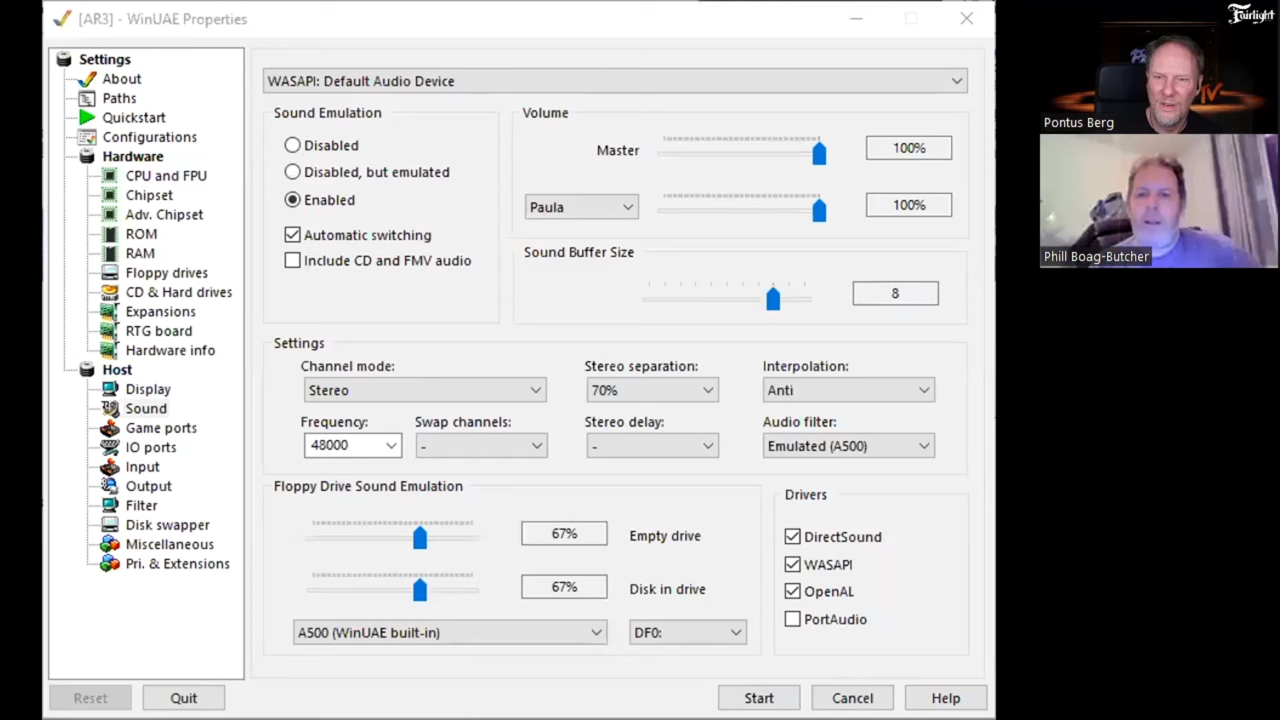 [AR3] - WinUAE Properties
Fairlight
Settings
About
Paths
Quickstart
Configurations
Hardware
CPU and FPU
Chipset
Adv. Chipset
ROM
RAM
Floppy drives
CD & Hard drives
Expansions
RTG board
Hardware info
Host
Display
Sound
Game ports
IO ports
Input
Output
Filter
Disk swapper
Miscellaneous
Pri. & Extensions
WASAPI: Default Audio Device
Sound Emulation
Disabled
Disabled, but emulated
Enabled
Automatic switching
Include CD and FMV audio
Volume
Master
100%
Paula
100%
Sound Buffer Size
8
Settings
Channel mode:
Stereo
Stereo separation:
70%
Interpolation:
Anti
Frequency:
48000
Swap channels:
-
Stereo delay:
-
Audio filter:
Emulated (A500)
Floppy Drive Sound Emulation
67%
Empty drive
67%
Disk in drive
A500 (WinUAE built-in)
DF0:
Drivers
DirectSound
WASAPI
OpenAL
PortAudio
Reset
Quit
Start
Cancel
Help
Pontus Berg
Phill Boag-Butcher